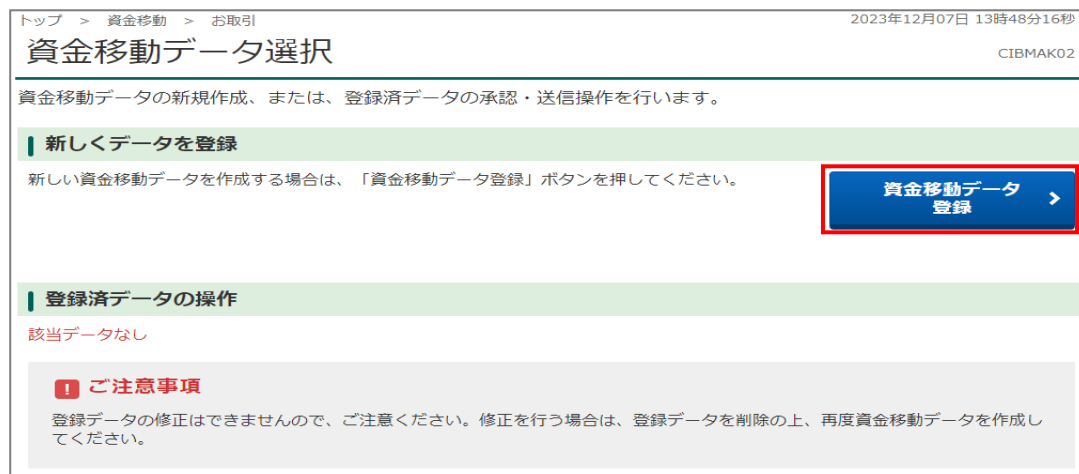 トップ > 資金移動 > お取引
2023年12月07日 13時48分16秒
資金移動データ選択
CIBMAK02
資金移動データの新規作成、または、登録済データの承認・送信操作を行います。
新しくデータを登録
新しい資金移動データを作成する場合は、「資金移動データ登録」ボタンを押してください。
資金移動データ
登録
登録済データの操作
該当データなし
ご注意事項
登録データの修正はできませんので、ご注意ください。修正を行う場合は、登録データを削除の上、再度資金移動データを作成し
てください。